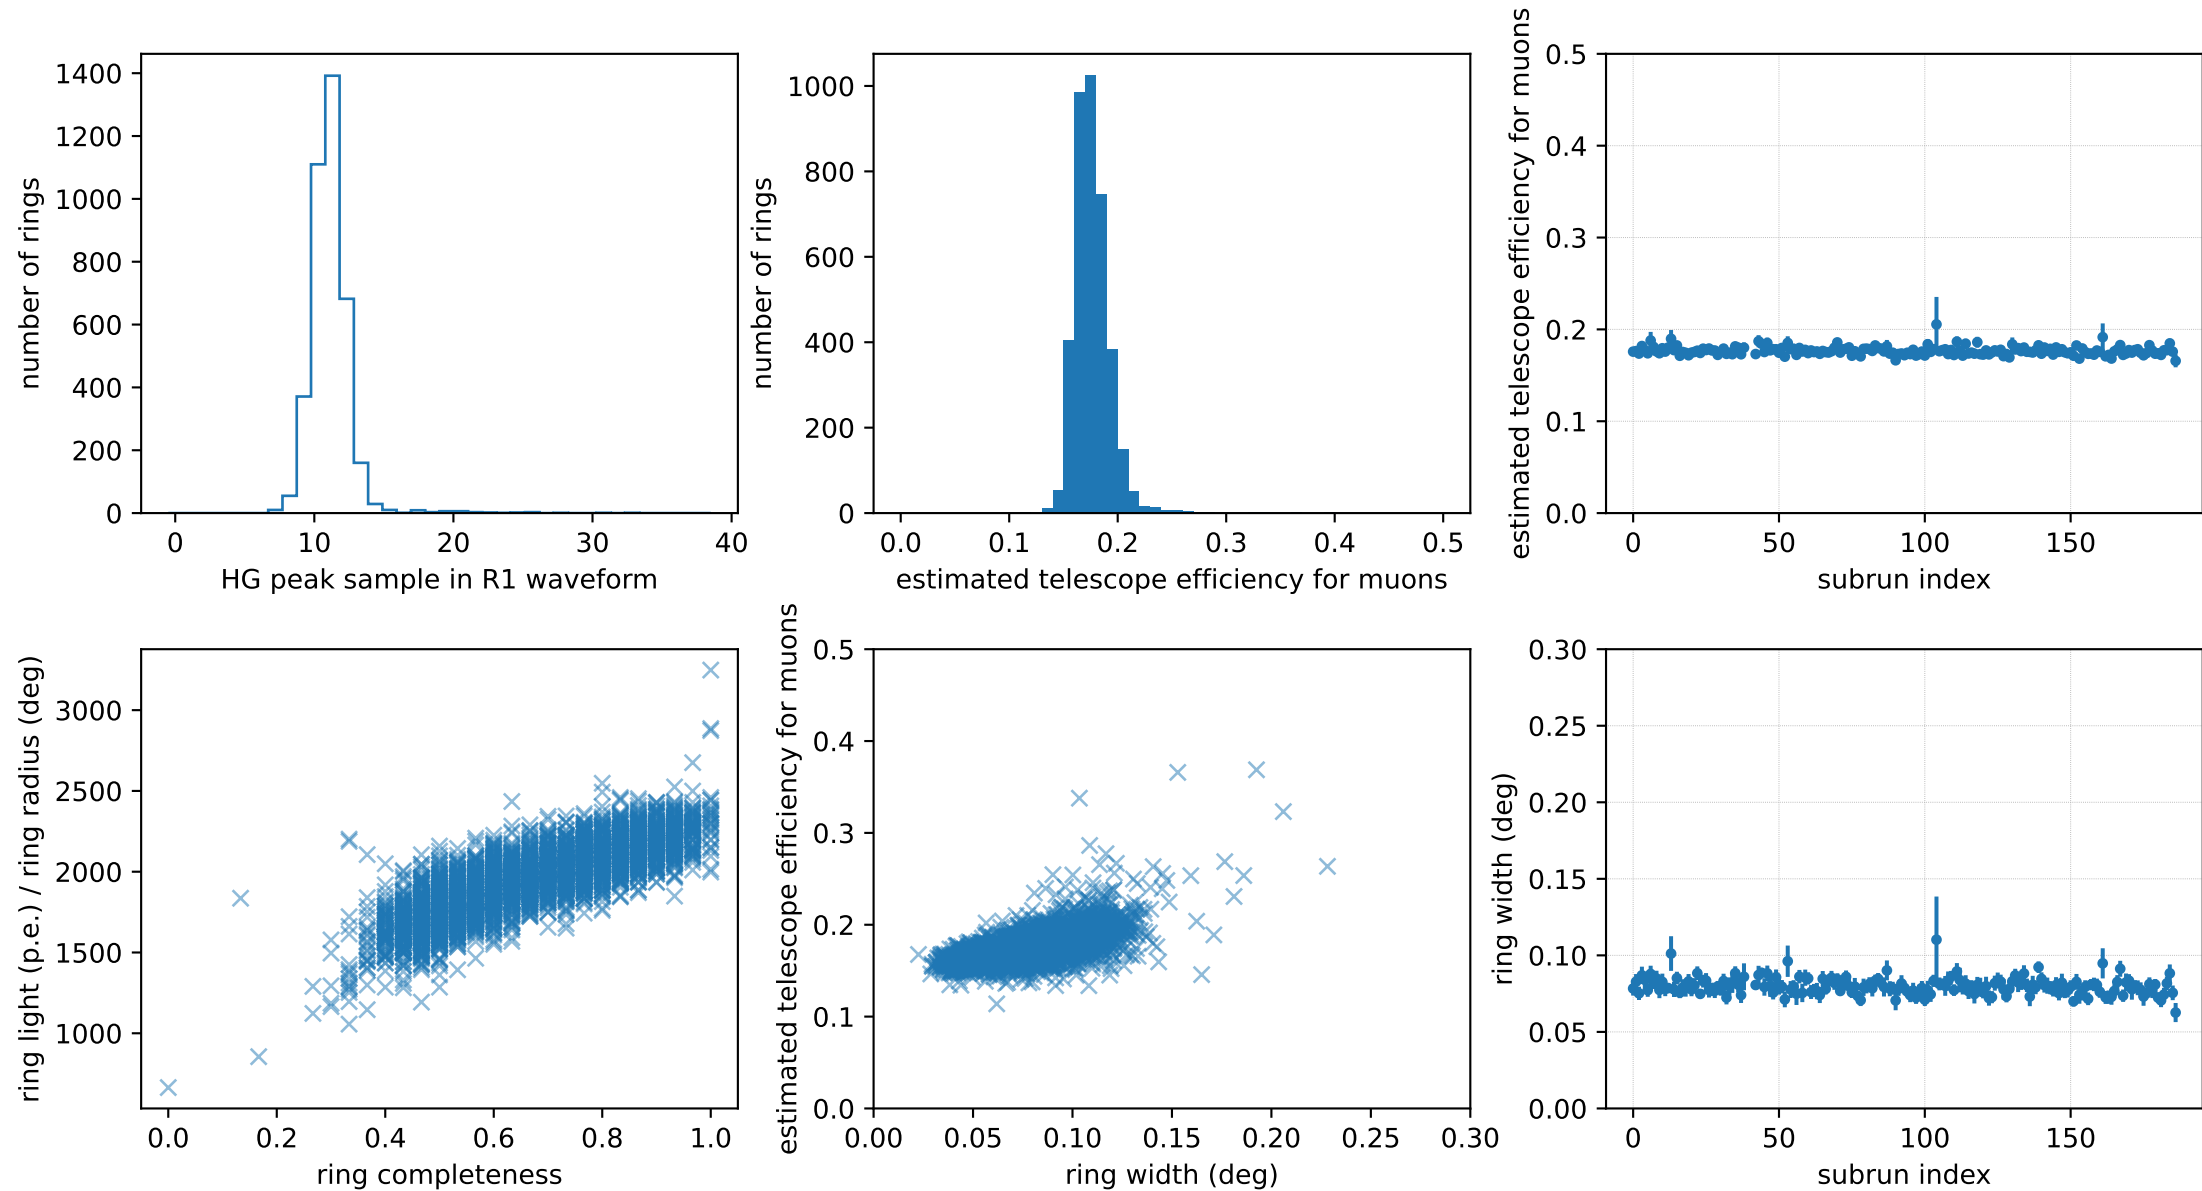 number of rings
1400
1200
1000
800
600
400
200
0
0 10 20 30 40
HG peak sample in R1 waveform
number of rings
1000
800
600
400
200
0
0.0 0.1 0.2 0.3 0.4 0.5
estimated telescope efficiency for muons
estimated telescope efficiency for muons
0.5
0.4
0.3
0.2
0.1
0.0
0 50 100 150
subrun index
ring light (p.e.) / ring radius (deg)
3000
2500
2000
1500
1000
0.0 0.2 0.4 0.6 0.8 1.0
ring completeness
estimated telescope efficiency for muons
0.5
0.4
0.3
0.2
0.1
0.0
0.00 0.05 0.10 0.15 0.20 0.25 0.30
ring width (deg)
ring width (deg)
0.30
0.25
0.20
0.15
0.10
0.05
0.00
0 50 100 150
subrun index